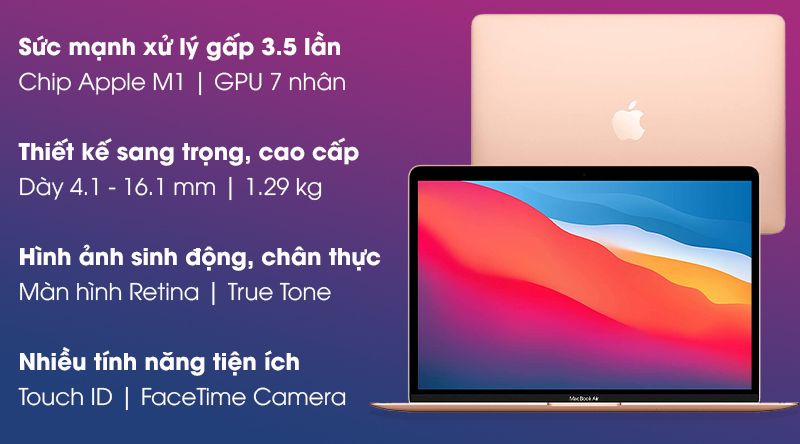 Sức mạnh xử lý gấp 3.5 lần
Chip Apple M1 | GPU 7 nhân
Thiết kế sang trọng, cao cấp
Dày 4.1 - 16.1 mm | 1.29 kg
Hình ảnh sinh động, chân thực
Màn hình Retina | True Tone
Nhiều tính năng tiện ích
Touch ID | FaceTime Camera
MacBook Air